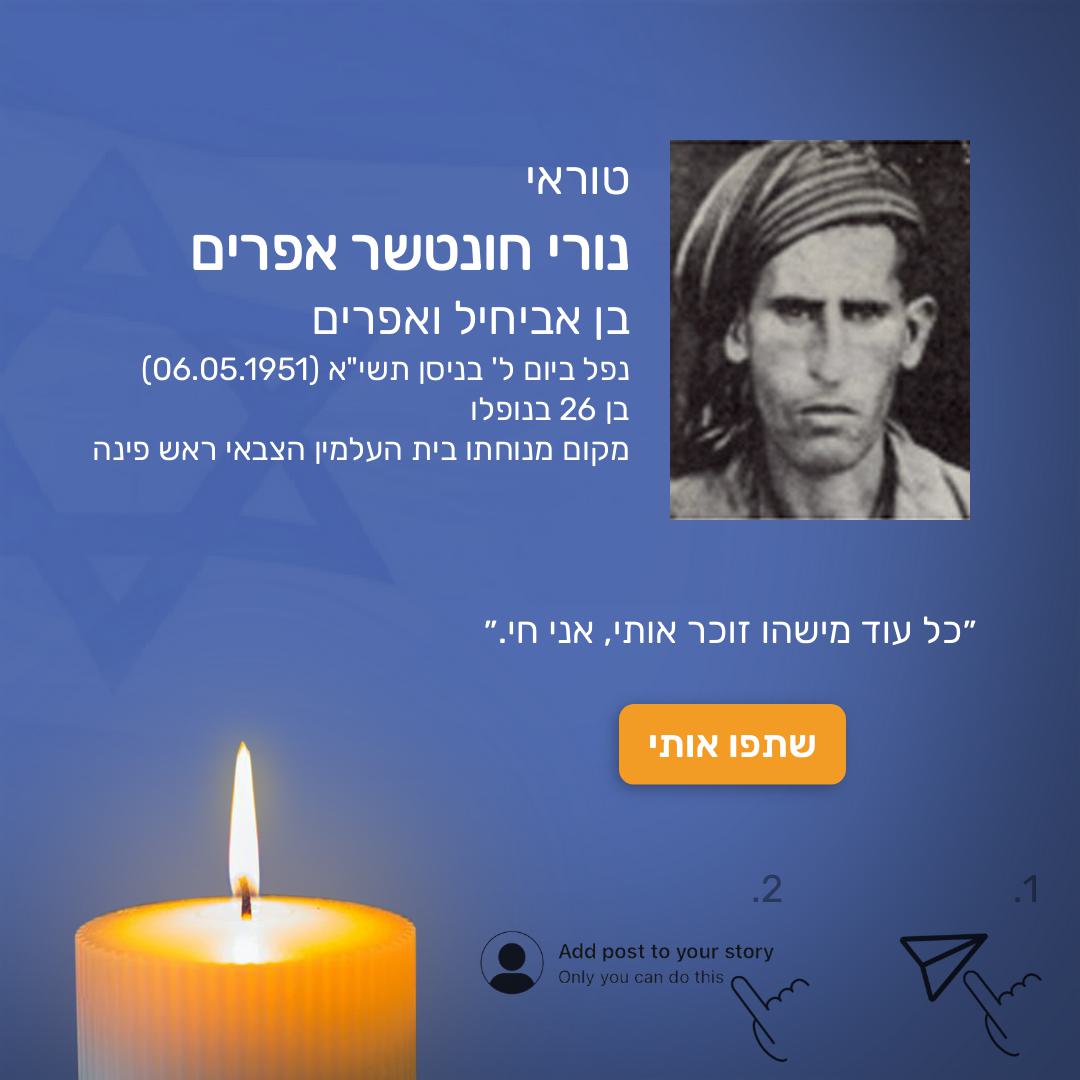 טוראי
נורי חונטשר אפרים
בן אביחיל ואפרים
נפל ביום ל' בניסן תשי"א (06.05.1951)
בן 26 בנופלו
מקום מנוחתו בית העלמין הצבאי ראש פינה
״כל עוד מישהו זוכר אותי, אני חי.״
שתפו אותי
1.
2.
Add post to your story
Only you can do this